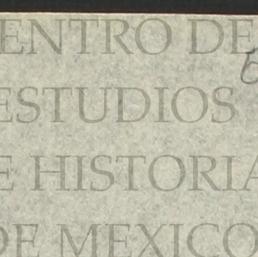 ENTRO DE
ESTUDIOS
E HISTORIA
DE MEXICO